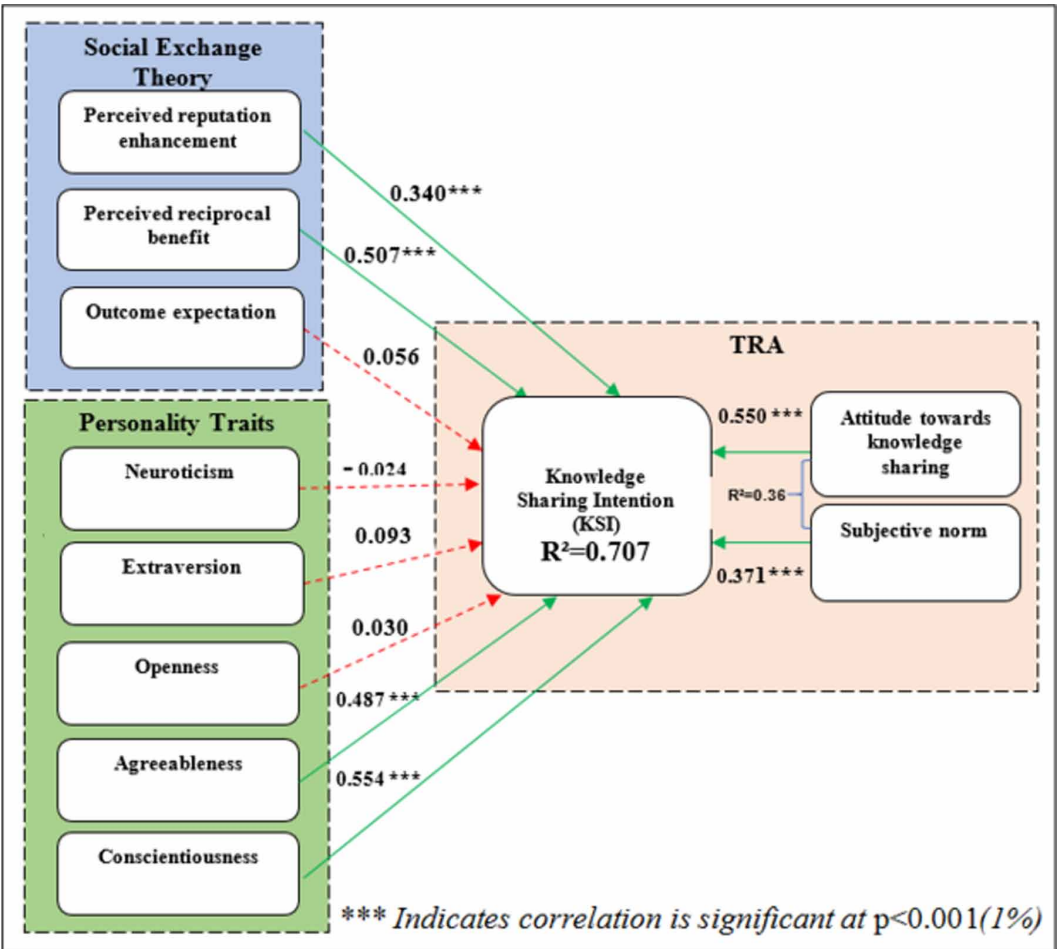 Social Exchange
Theory
Perceived reputation
enhancement
Perceived reciprocal
benefit
Outcome expectation
Personality Traits
Neuroticism
Extraversion
Openness
Agreeableness
Conscientiousness
0.340***
0.507***
0.056
- 0.024
0.093
0.030
0.487***
0.554 ***
TRA
Knowledge
Sharing Intention
(KSI)
R²=0.707
0.550 ***
R²=0.36
0.371***
Attitude towards
knowledge
sharing
Subjective norm
*** Indicates correlation is significant at p<0.001(1%)